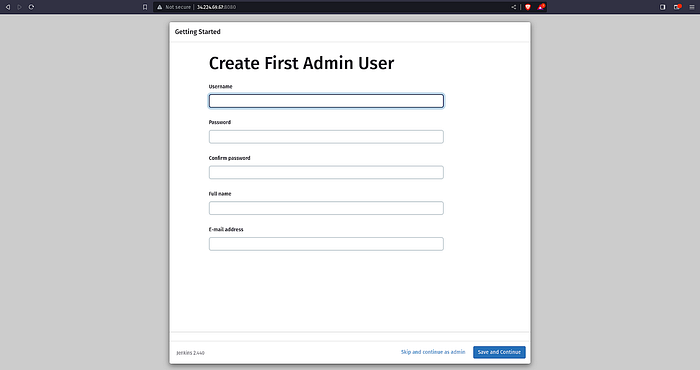 Not secure | 34.224.69.67:8080
Getting Started
Create First Admin User
Username
Password
Confirm password
Full name
E-mail address
Jenkins 2.440
Skip and continue as admin
Save and Continue